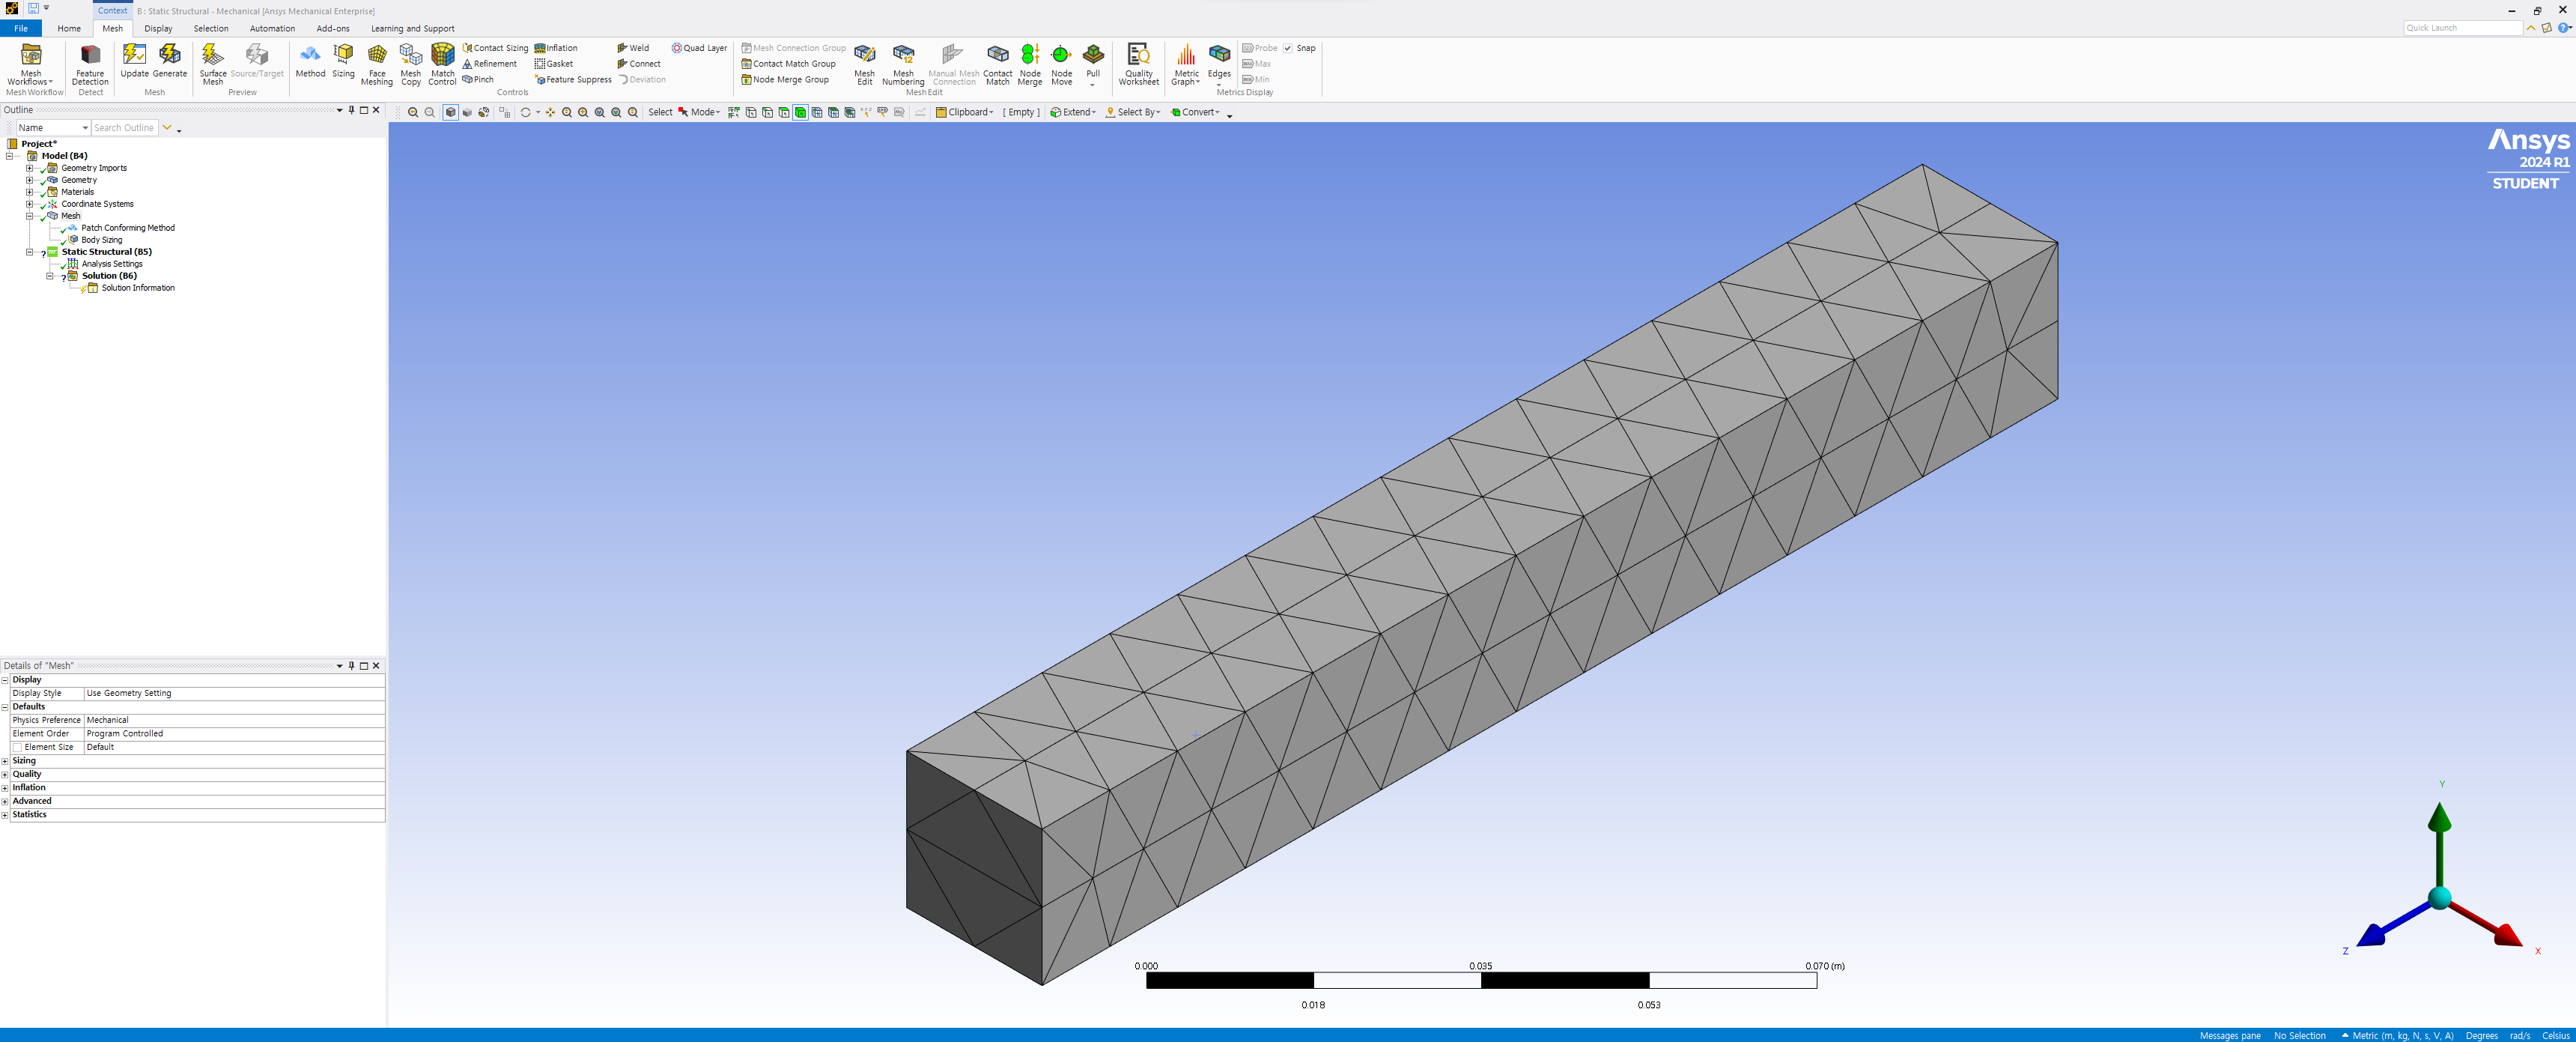 Context B : Static Structural - Mechanical [Ansys Mechanical Enterprise]
File Home Mesh Display Selection Automation Add-ons Learning and Support Quick Launch
Mesh Workflows
Mesh Workflow
Feature Detection
Detect
Update Generate
Mesh
Surface Mesh Source/Target
Preview
Method Sizing Face Meshing Mesh Copy Match Control
Contact Sizing Inflation Weld Quad Layer
Refinement Gasket Connect
Pinch Feature Suppress Deviation
Controls
Mesh Connection Group
Contact Match Group
Node Merge Group
Mesh Edit Mesh Numbering Manual Mesh Connection Contact Match Node Merge Node Move Pull
Mesh Edit
Quality Worksheet
Metric Graph Edges
Probe Snap
Max
Min
Metrics Display
Outline
Name Search Outline
Select Mode Clipboard [ Empty ] Extend Select By Convert
Project*
Model (B4)
Geometry Imports
Geometry
Materials
Coordinate Systems
Mesh
Patch Conforming Method
Body Sizing
Static Structural (B5)
Analysis Settings
Solution (B6)
Solution Information
Ansys
2024 R1
STUDENT
Details of "Mesh"
Display
Display Style Use Geometry Setting
Defaults
Physics Preference Mechanical
Element Order Program Controlled
Element Size Default
Sizing
Quality
Inflation
Advanced
Statistics
Y
Z
X
0.000 0.035 0.070 (m)
0.018 0.053
Messages pane No Selection Metric (m, kg, N, s, V, A) Degrees rad/s Celsius